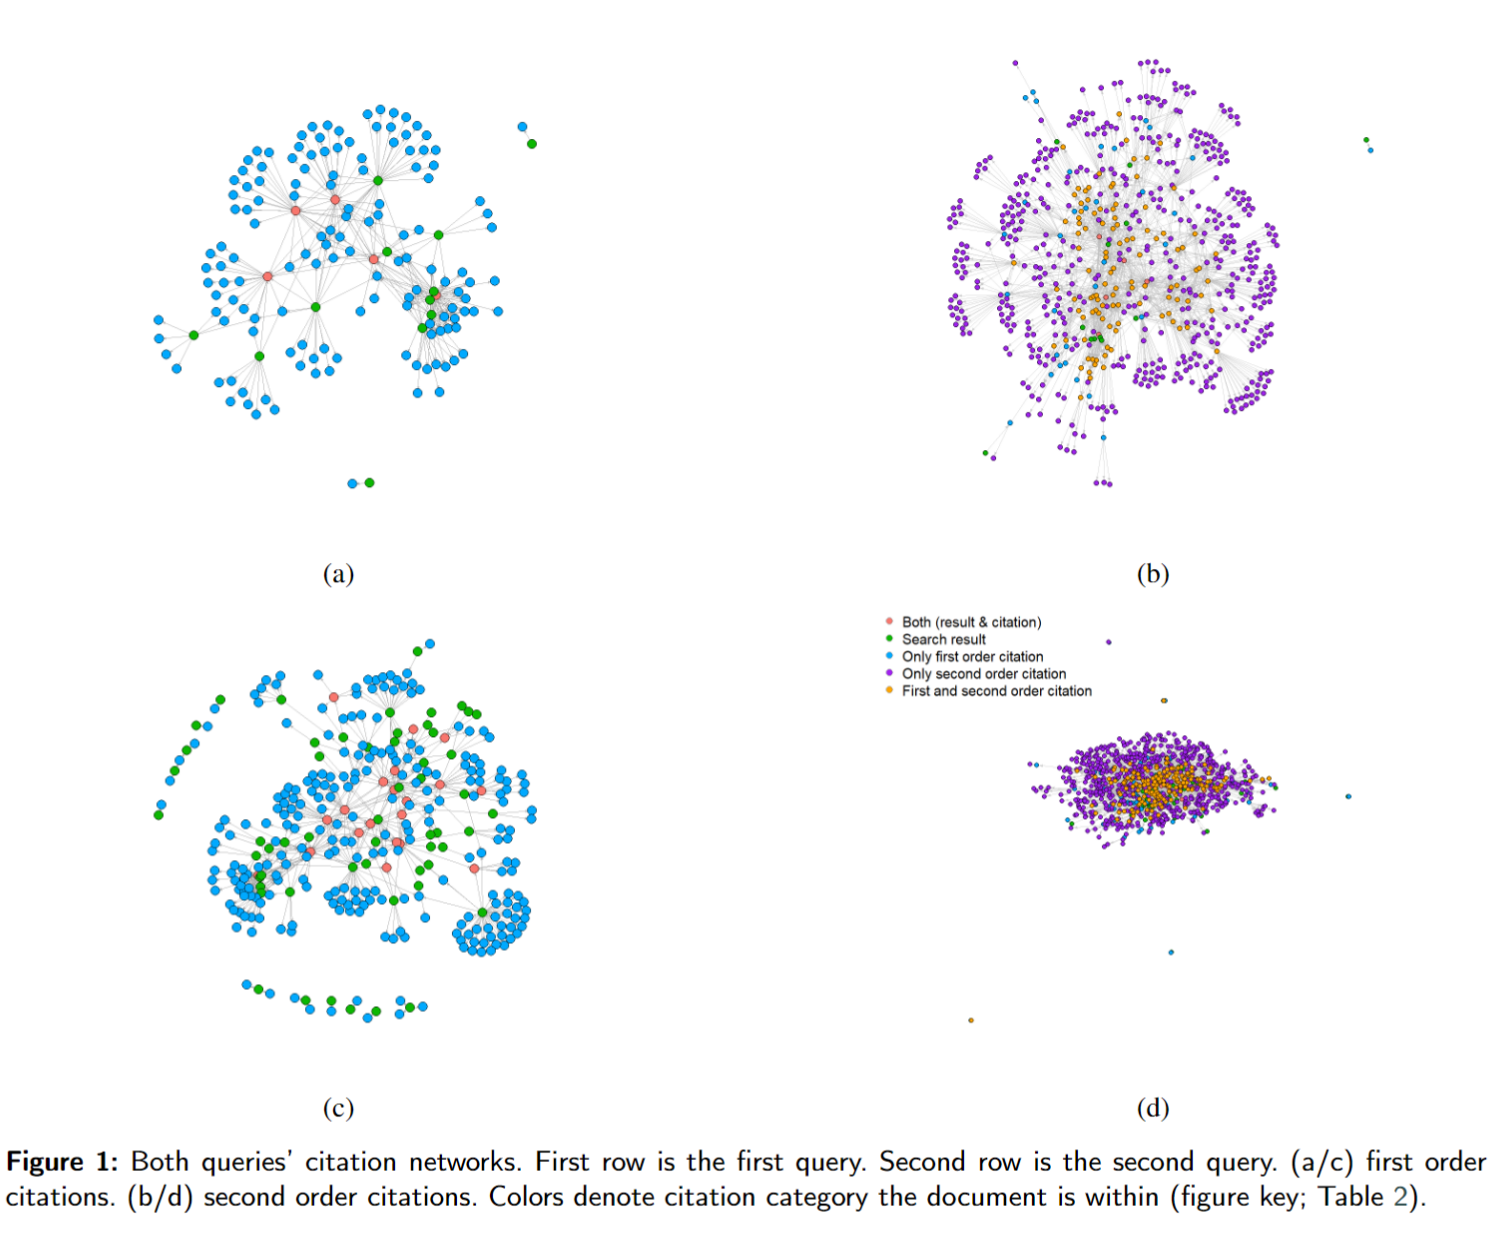 (a)
(b)
Both (result & citation)
Search result
Only first order citation
Only second order citation
First and second order citation
(c)
(d)
Figure 1: Both queries' citation networks. First row is the first query. Second row is the second query. (a/c) first order
citations. (b/d) second order citations. Colors denote citation category the document is within (figure key; Table 2).